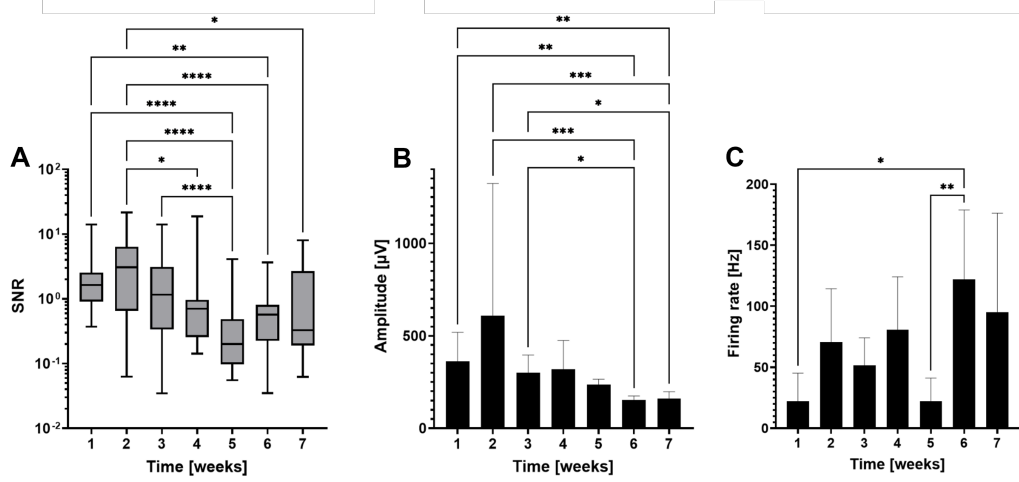 *
**
****
****
****
*
****
A
SNR
10²
10¹
10⁰
10⁻¹
10⁻²
1 2 3 4 5 6 7
Time [weeks]
**
**
***
*
***
*
B
Amplitude [µV]
1000
500
0
1 2 3 4 5 6 7
Time [weeks]
C
*
**
Firing rate [Hz]
200
150
100
50
0
1 2 3 4 5 6 7
Time [weeks]